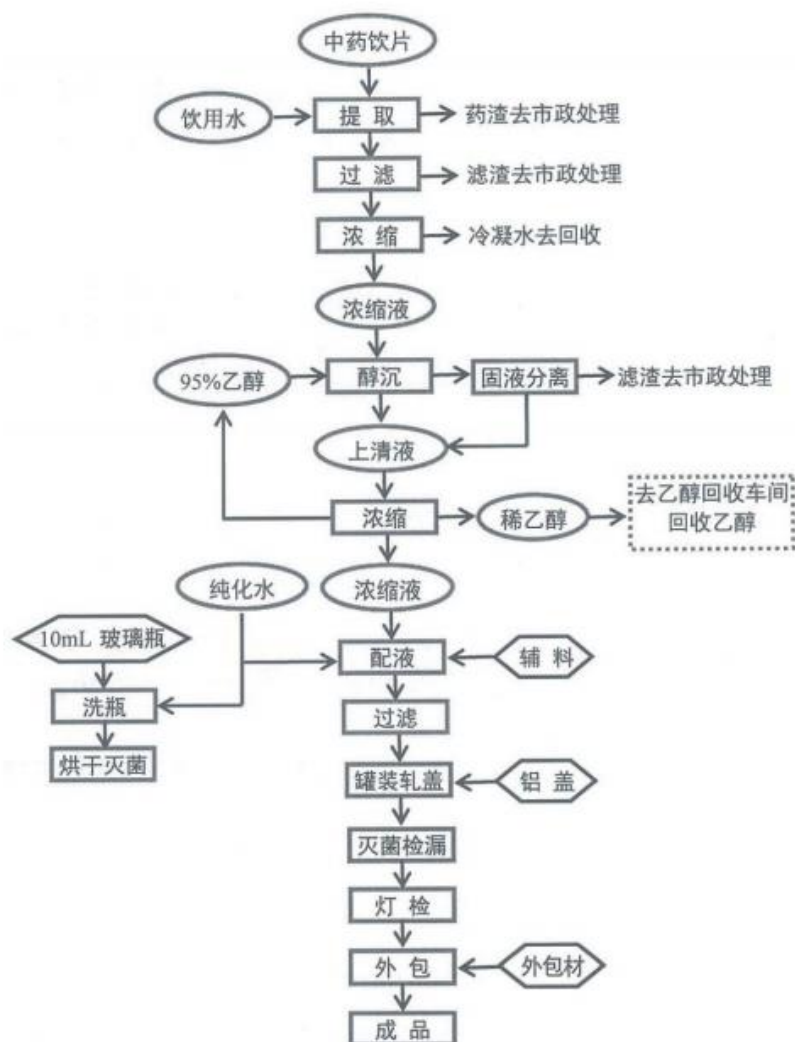 中药饮片
饮用水
提取
药渣去市政处理
过滤
滤渣去市政处理
浓缩
冷凝水去回收
浓缩液
95%乙醇
醇沉
固液分离
滤渣去市政处理
上清液
浓缩
稀乙醇
去乙醇回收车间
回收乙醇
纯化水
浓缩液
10mL 玻璃瓶
配液
辅料
洗瓶
过滤
烘干灭菌
罐装轧盖
铝盖
灭菌检漏
灯检
外包
外包材
成品